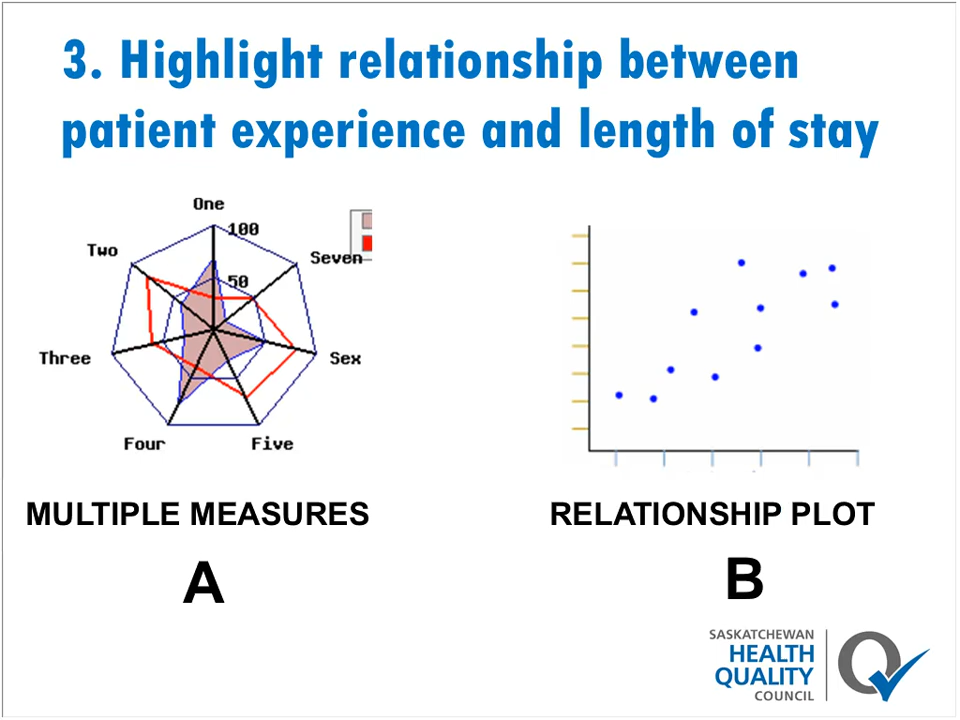 3. Highlight relationship between
patient experience and length of stay
One
100
Two
Seven
50
Three
Sex
Four
Five
MULTIPLE MEASURES
RELATIONSHIP PLOT
A
B
SASKATCHEWAN
HEALTH
QUALITY
COUNCIL